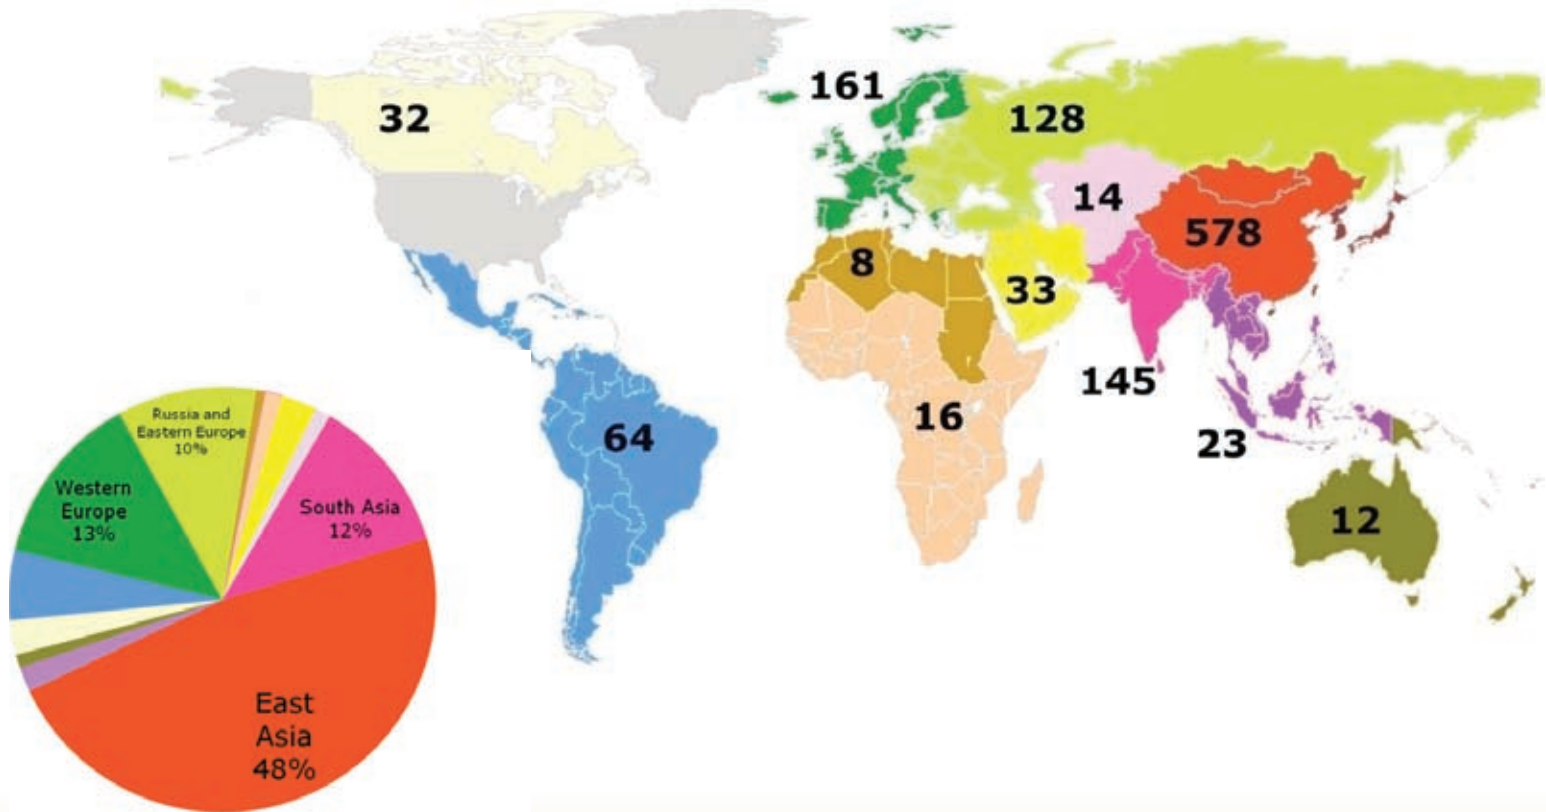 161
32
128
14
578
8
33
145
16
64
23
12
Russia and
Eastern Europe
10%
Western
Europe
13%
South Asia
12%
East
Asia
48%